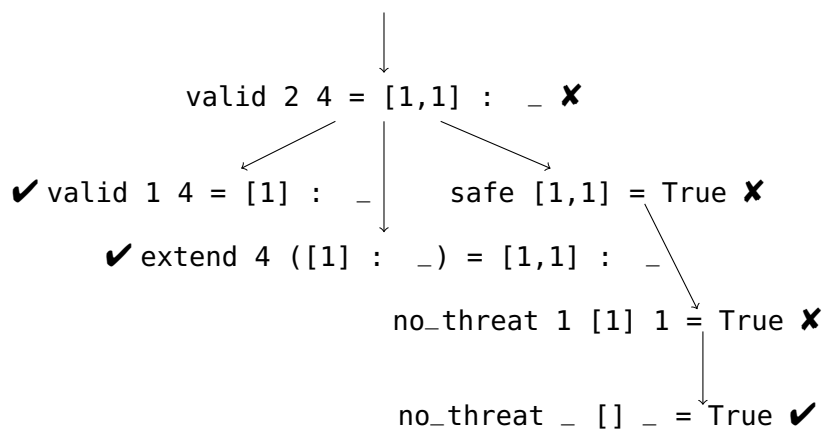 valid 2 4 = [1,1] : _ ✘
✔ valid 1 4 = [1] : _ safe [1,1] = True ✘
✔ extend 4 ([1] : _) = [1,1] : _
no_threat 1 [1] 1 = True ✘
no_threat _ [] _ = True ✔